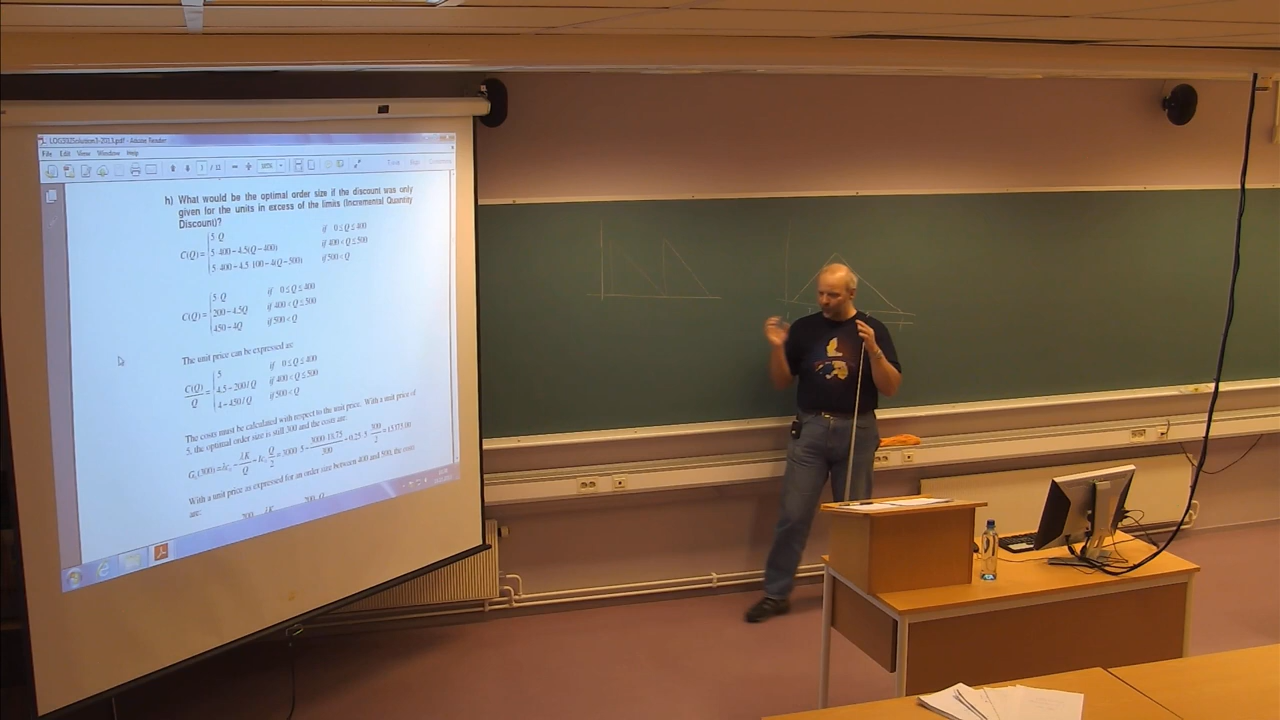 LOG3925solution3-2013.pdf - Adobe Reader
File Edit View Window Help
h) What would be the optimal order size if the discount was only
given for the units in excess of the limits (Incremental Quantity
Discount)?
5·Q if 0≤Q≤400
C(Q)= 5·400-4.5(Q-400) if 400<Q≤500
5·400-4.5·100-4(Q-500) if 500<Q
5·Q if 0≤Q≤400
C(Q)= 200-4.5Q if 400<Q≤500
450-4Q if 500<Q
The unit price can be expressed as:
5 if 0≤Q≤400
C(Q)/Q= 4.5-200/Q if 400<Q≤500
4-450/Q if 500<Q
The costs must be calculated with respect to the unit price. With a unit price of
5, the optimal order size is still 300 and the costs are:
300
With a unit price as expressed for an order size between 400 and 500, the costs
are: